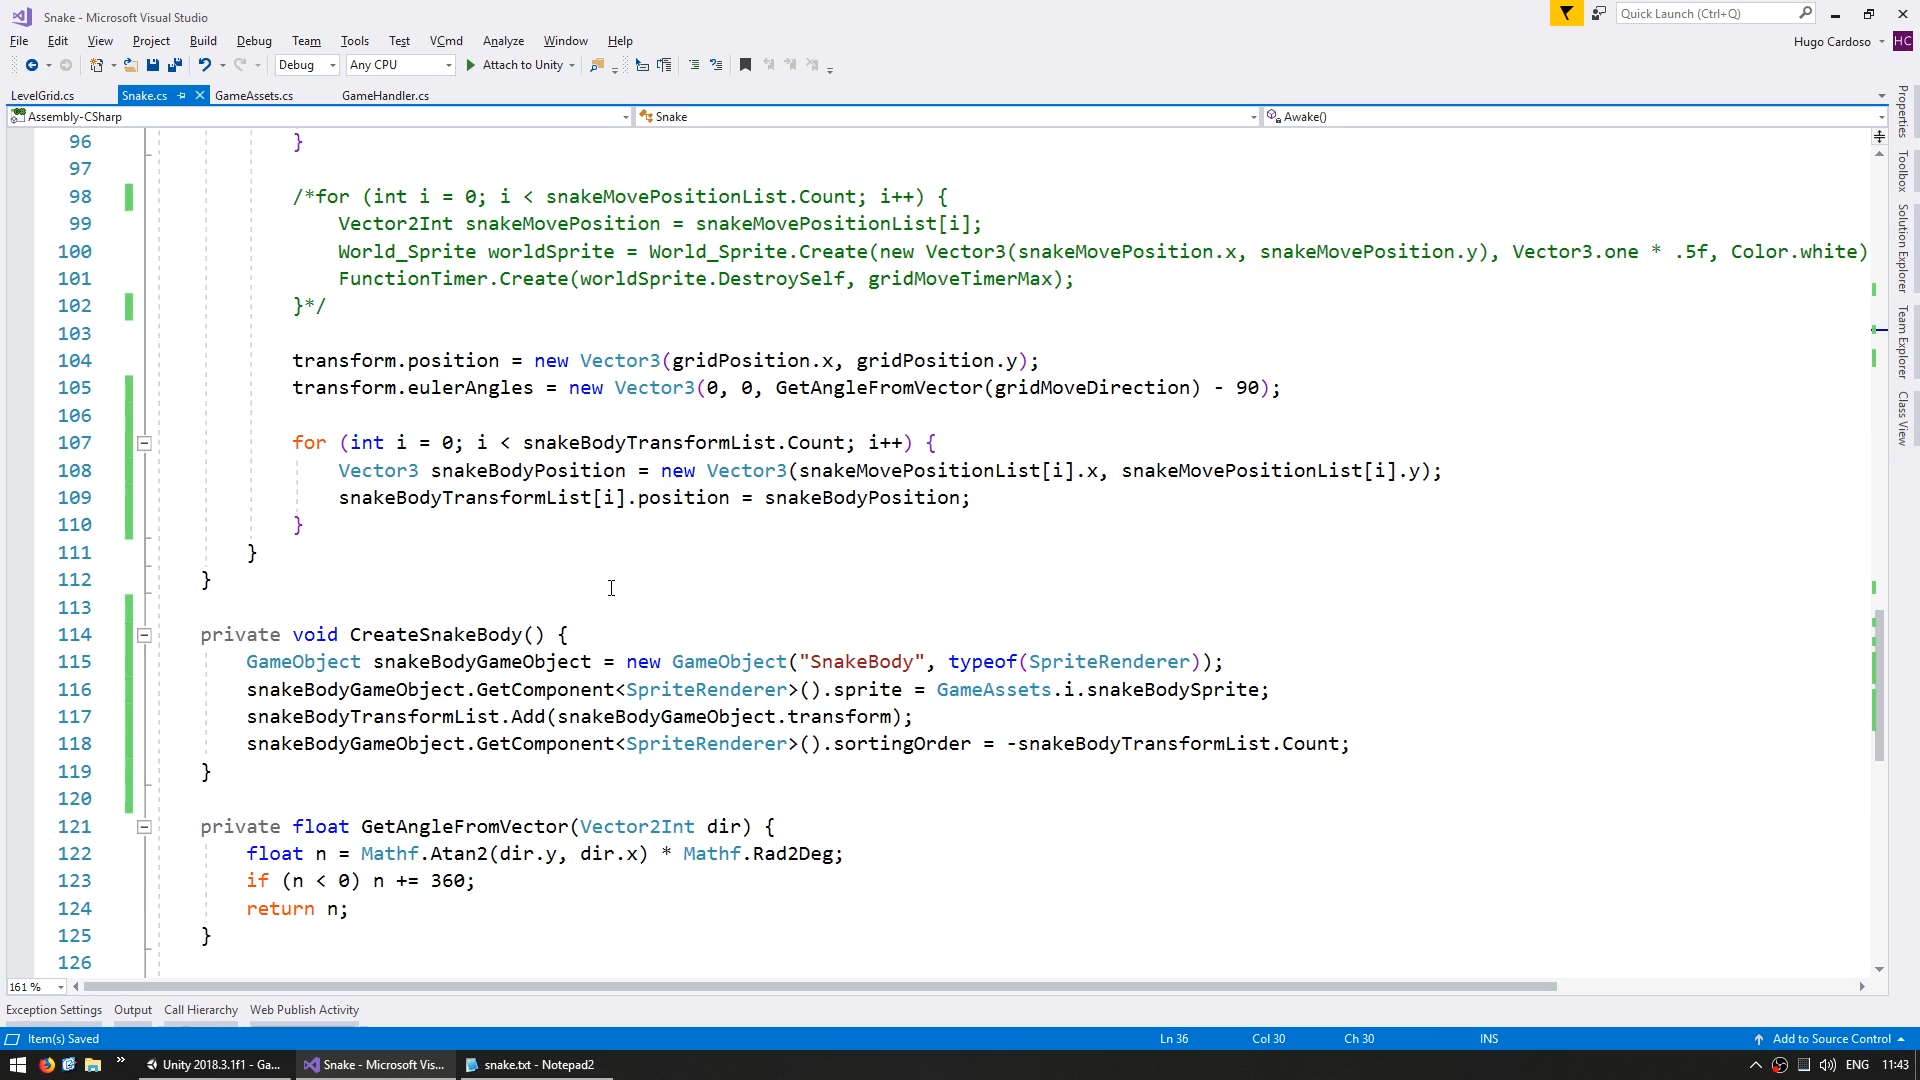 Snake - Microsoft Visual Studio
Quick Launch (Ctrl+Q)
File Edit View Project Build Debug Team Tools Test VCmd Analyze Window Help
Hugo Cardoso HC
Debug Any CPU Attach to Unity
LevelGrid.cs Snake.cs GameAssets.cs GameHandler.cs
Assembly-CSharp Snake Awake()
96 }
97
98 /*for (int i = 0; i < snakeMovePositionList.Count; i++) {
99 Vector2Int snakeMovePosition = snakeMovePositionList[i];
100 World_Sprite worldSprite = World_Sprite.Create(new Vector3(snakeMovePosition.x, snakeMovePosition.y), Vector3.one * .5f, Color.white)
101 FunctionTimer.Create(worldSprite.DestroySelf, gridMoveTimerMax);
102 }*/
103
104 transform.position = new Vector3(gridPosition.x, gridPosition.y);
105 transform.eulerAngles = new Vector3(0, 0, GetAngleFromVector(gridMoveDirection) - 90);
106
107 for (int i = 0; i < snakeBodyTransformList.Count; i++) {
108 Vector3 snakeBodyPosition = new Vector3(snakeMovePositionList[i].x, snakeMovePositionList[i].y);
109 snakeBodyTransformList[i].position = snakeBodyPosition;
110 }
111 }
112 }
113
114 private void CreateSnakeBody() {
115 GameObject snakeBodyGameObject = new GameObject("SnakeBody", typeof(SpriteRenderer));
116 snakeBodyGameObject.GetComponent<SpriteRenderer>().sprite = GameAssets.i.snakeBodySprite;
117 snakeBodyTransformList.Add(snakeBodyGameObject.transform);
118 snakeBodyGameObject.GetComponent<SpriteRenderer>().sortingOrder = -snakeBodyTransformList.Count;
119 }
120
121 private float GetAngleFromVector(Vector2Int dir) {
122 float n = Mathf.Atan2(dir.y, dir.x) * Mathf.Rad2Deg;
123 if (n < 0) n += 360;
124 return n;
125 }
126
Properties
Toolbox
Solution Explorer
Team Explorer
Class View
161 %
Exception Settings Output Call Hierarchy Web Publish Activity
Item(s) Saved Ln 36 Col 30 Ch 30 INS Add to Source Control
Unity 2018.3.1f1 - Ga... Snake - Microsoft Vis... snake.txt - Notepad2 ENG 11:43